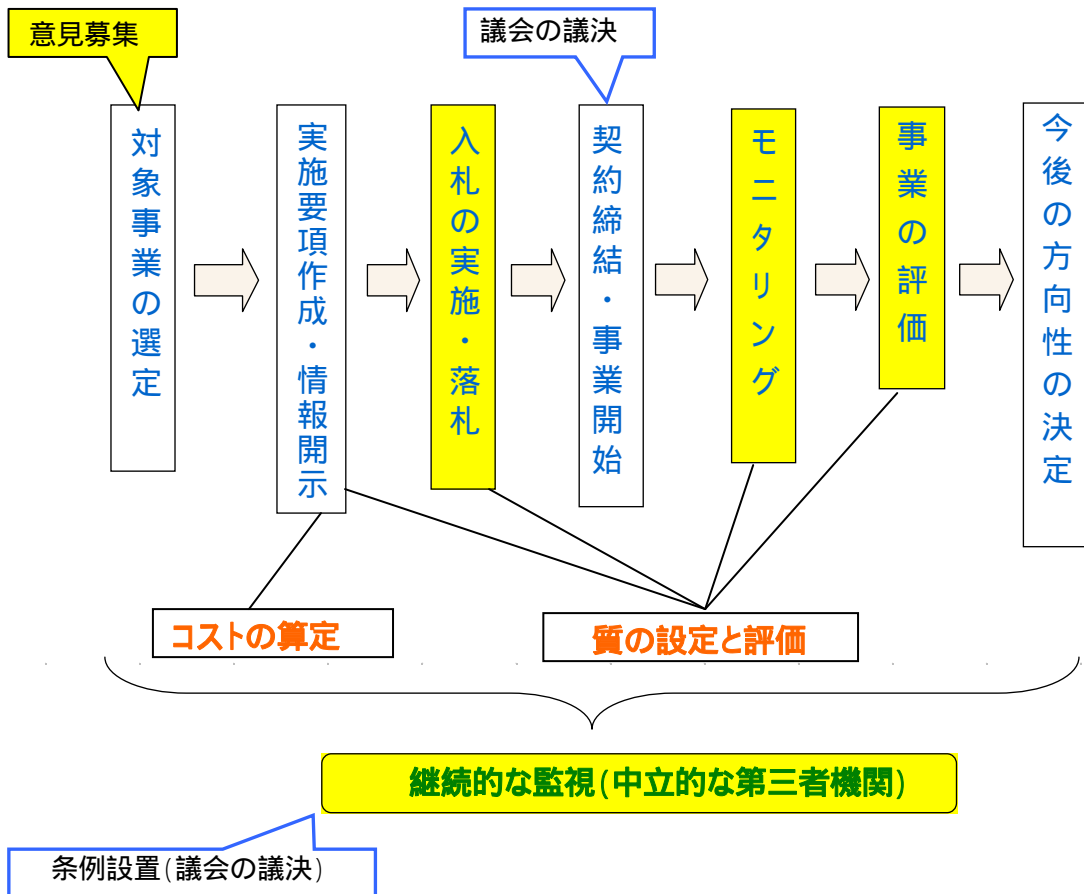 意見募集
議会の議決
対象事業の選定
実施要項作成・情報開示
入札の実施・落札
契約締結・事業開始
モニタリング
事業の評価
今後の方向性の決定
コストの算定
質の設定と評価
継続的な監視(中立的な第三者機関)
条例設置(議会の議決)